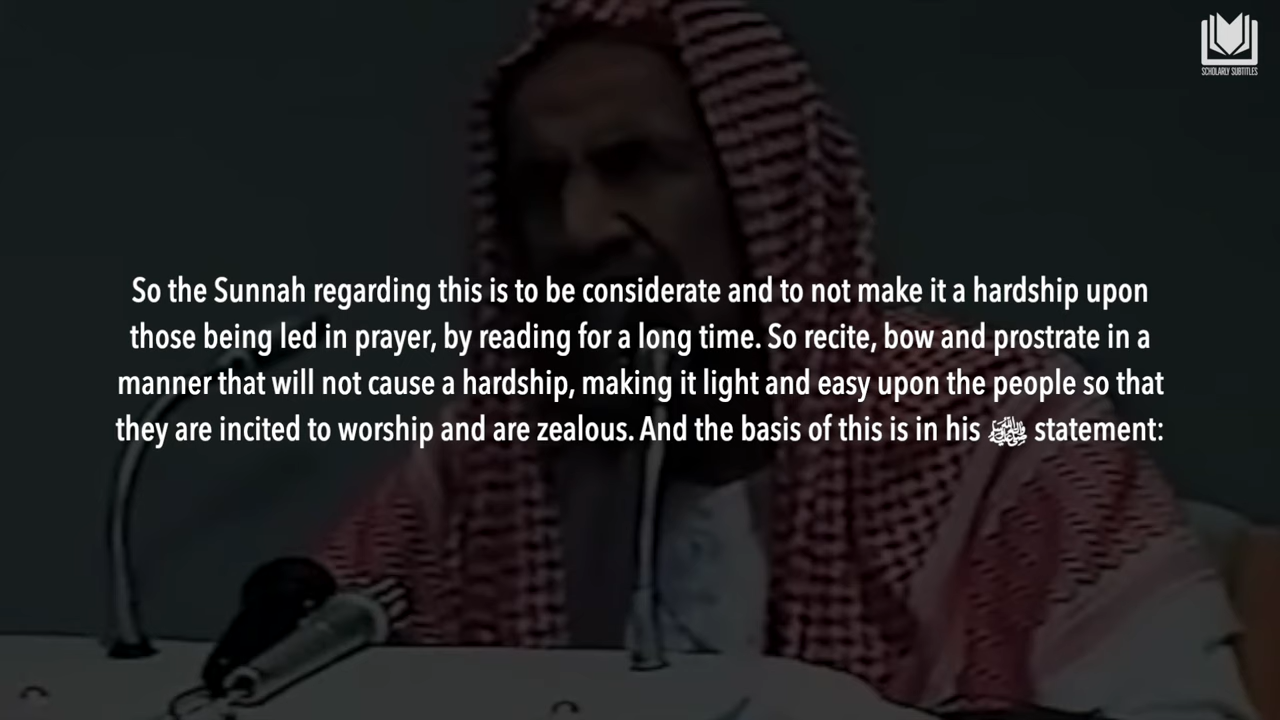 SCHOLARLY SUBTITLES
So the Sunnah regarding this is to be considerate and to not make it a hardship upon
those being led in prayer, by reading for a long time. So recite, bow and prostrate in a
manner that will not cause a hardship, making it light and easy upon the people so that
they are incited to worship and are zealous. And the basis of this is in his ﷺ statement: